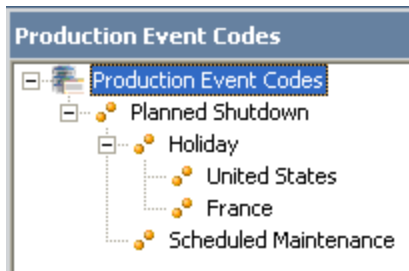 Production Event Codes
Production Event Codes
Planned Shutdown
Holiday
United States
France
Scheduled Maintenance